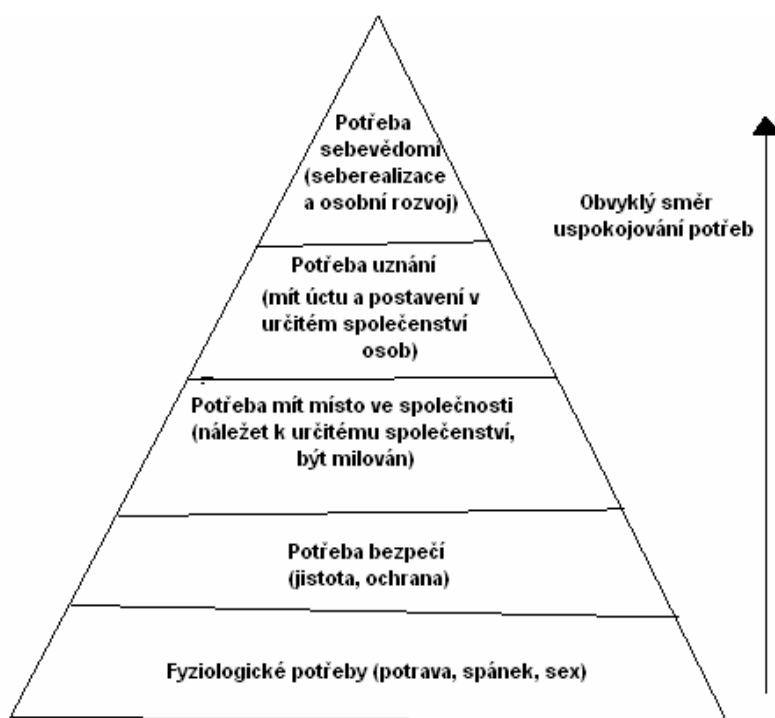 Potřeba
sebevědomí
(seberealizace
a osobní rozvoj)
Obvyklý směr
uspokojování potřeb
Potřeba uznání
(mít úctu a postavení v
určitém společenství
osob)
Potřeba mít místo ve společnosti
(náležet k určitému společenství,
být milován)
Potřeba bezpečí
(jistota, ochrana)
Fyziologické potřeby (potrava, spánek, sex)